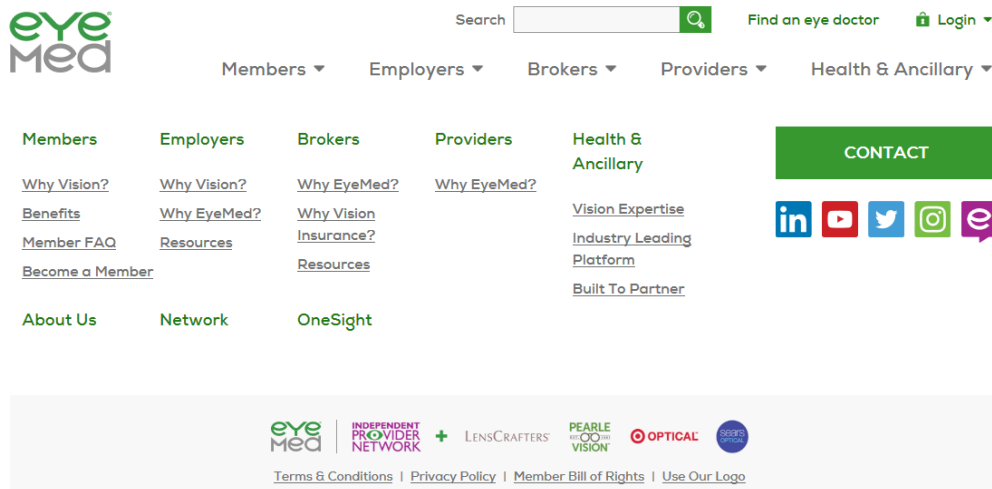 eye
med
Search
Find an eye doctor
Login
Members
Employers
Brokers
Providers
Health & Ancillary
Members
Why Vision?
Benefits
Member FAQ
Become a Member
Employers
Why Vision?
Why EyeMed?
Resources
Brokers
Why EyeMed?
Why Vision
Insurance?
Resources
Providers
Why EyeMed?
Health &
Ancillary
Vision Expertise
Industry Leading
Platform
Built To Partner
CONTACT
in
e
About Us
Network
OneSight
eye
med
INDEPENDENT
PROVIDER
NETWORK
+
LENSCRAFTERS
PEARLE
VISION
OPTICAL
sears
OPTICAL
Terms & Conditions | Privacy Policy | Member Bill of Rights | Use Our Logo